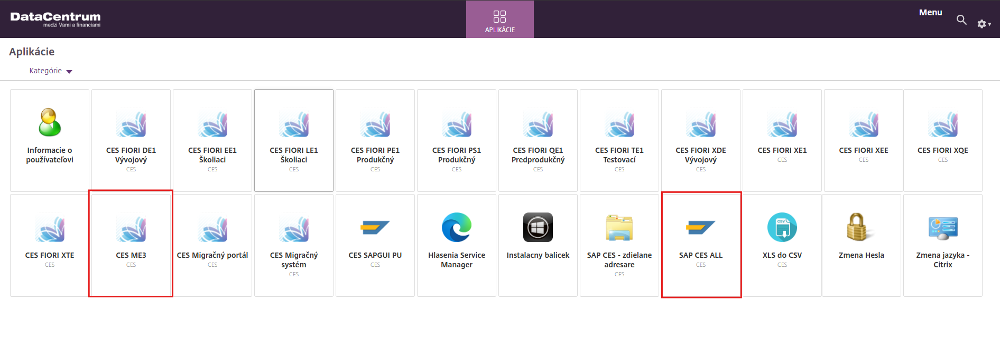 DataCentrum
medzi Vami a financiami
APLIKÁCIE
Menu
Aplikácie
Kategórie
Informacie o
používateľovi
CES FIORI DE1
Vývojový
CES
CES FIORI EE1
Školiaci
CES
CES FIORI LE1
Školiaci
CES
CES FIORI PE1
Produkčný
CES
CES FIORI PS1
Produkčný
CES
CES FIORI QE1
Predprodukčný
CES
CES FIORI TE1
Testovací
CES
CES FIORI XDE
Vývojový
CES
CES FIORI XE1
CES
CES FIORI XEE
CES
CES FIORI XQE
CES
CES FIORI XTE
CES
CES ME3
CES
CES Migračný portál
CES
CES Migračný
systém
CES
CES SAPGUI PU
CES
Hlasenia Service
Manager
Instalacny balicek
SAP CES - zdielane
adresare
CES
SAP CES ALL
CES
CSV
XLS do CSV
CES
Zmena Hesla
Zmena jazyka -
Citrix